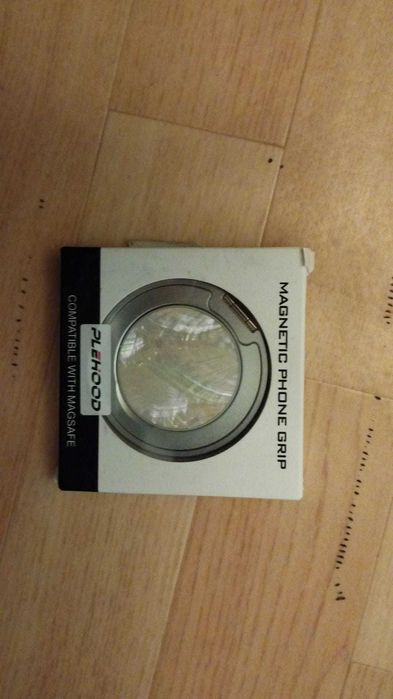 MAGNETIC PHONE GRIP
PLEHOOD
COMPATIBLE WITH MAGSAFE